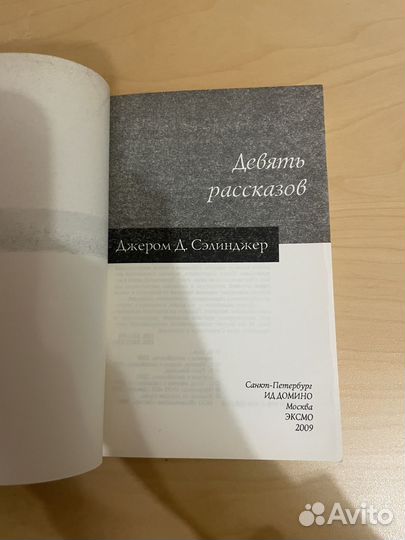 Девять
рассказов
Джером Д. Сэлинджер
Санкт-Петербург
ИД ДОМИНО
Москва
ЭКСМО
2009
Avito